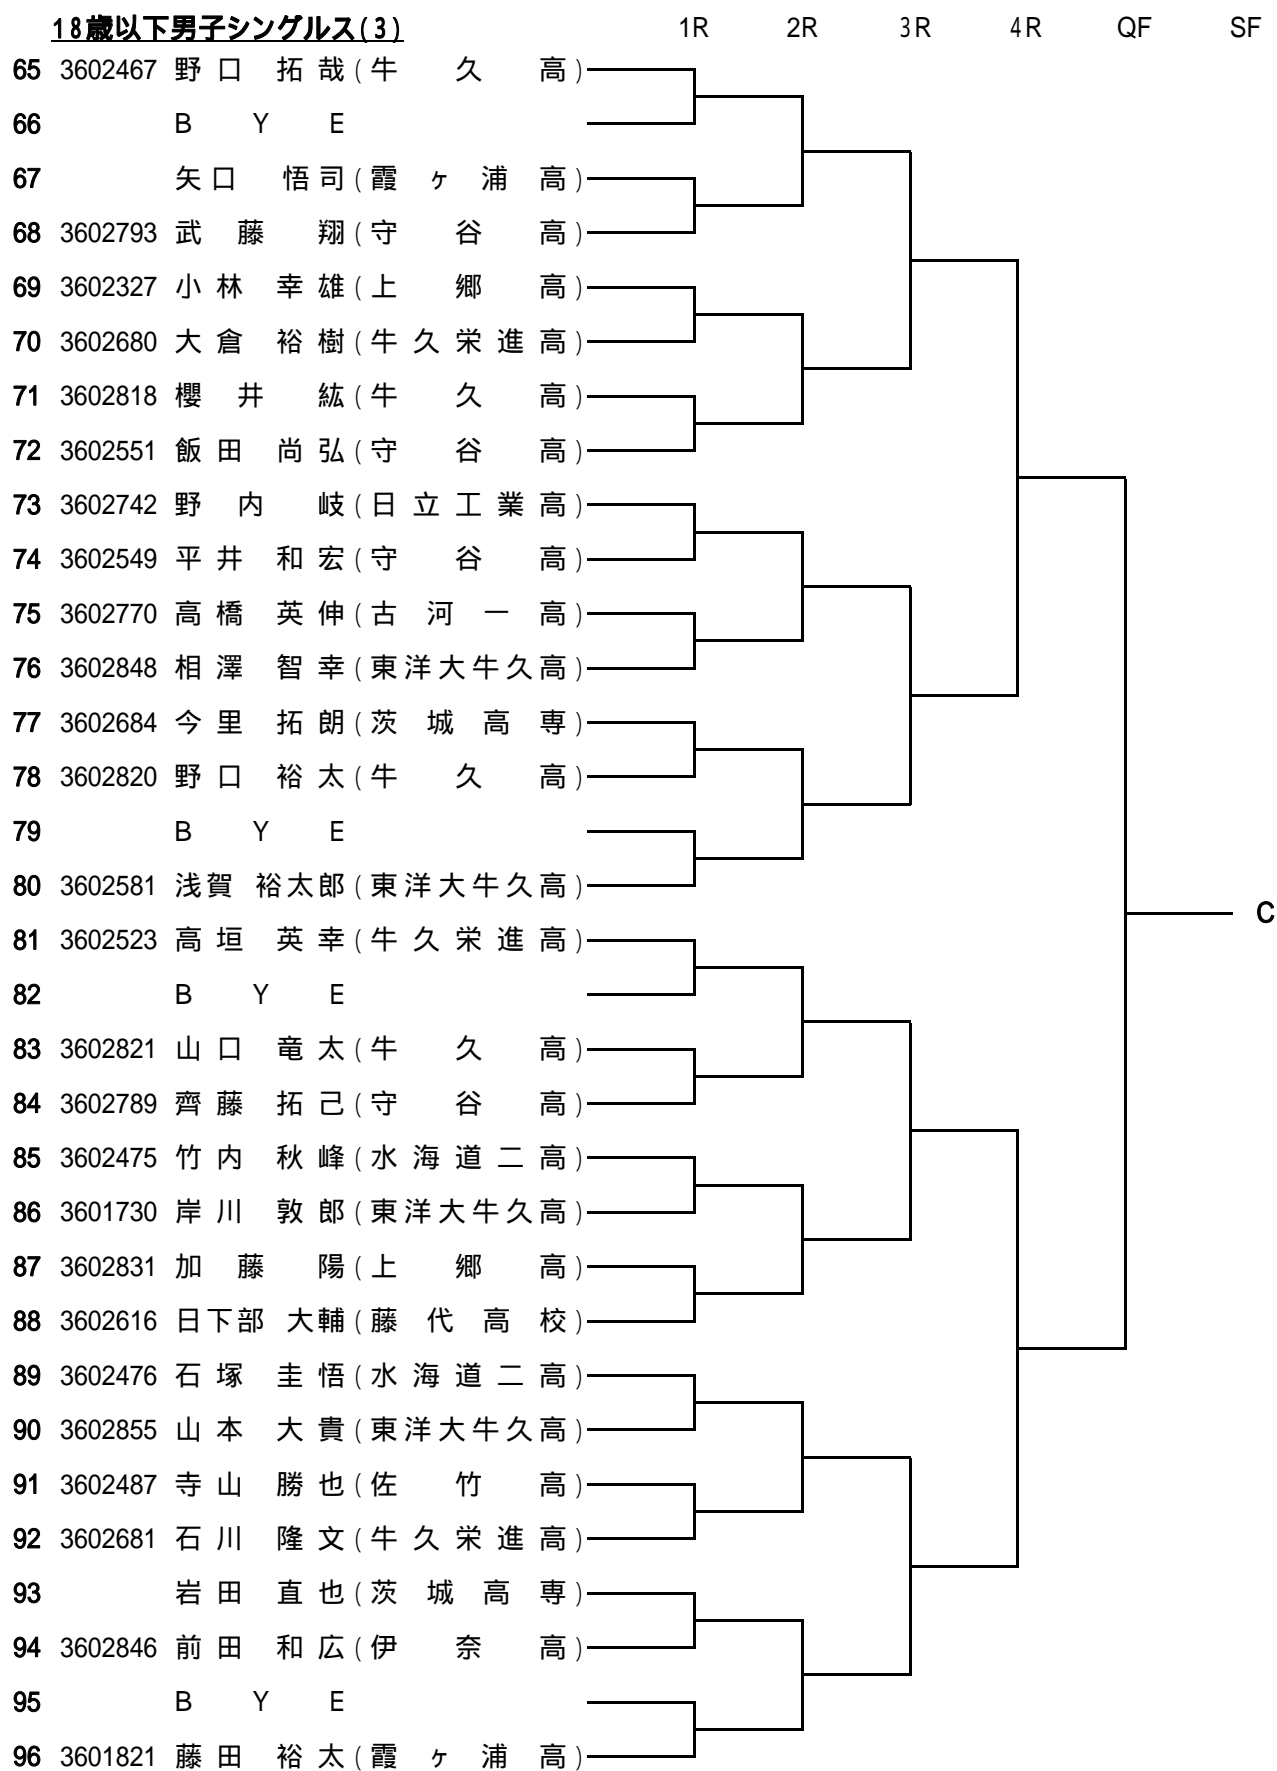 18歳以下男子シングルス(3) 1R 2R 3R 4R QF SF
65 3602467 野口 拓哉(牛久高)
66 BYE
67 矢口 悟司(霞ヶ浦高)
68 3602793 武藤 翔(守谷高)
69 3602327 小林 幸雄(上郷高)
70 3602680 大倉 裕樹(牛久栄進高)
71 3602818 櫻井 紘(牛久高)
72 3602551 飯田 尚弘(守谷高)
73 3602742 野内 岐(日立工業高)
74 3602549 平井 和宏(守谷高)
75 3602770 高橋 英伸(古河一高)
76 3602848 相澤 智幸(東洋大牛久高)
77 3602684 今里 拓朗(茨城高専)
78 3602820 野口 裕太(牛久高)
79 BYE
80 3602581 浅賀 裕太郎(東洋大牛久高)
C
81 3602523 高垣 英幸(牛久栄進高)
82 BYE
83 3602821 山口 竜太(牛久高)
84 3602789 齊藤 拓己(守谷高)
85 3602475 竹内 秋峰(水海道二高)
86 3601730 岸川 敦郎(東洋大牛久高)
87 3602831 加藤 陽(上郷高)
88 3602616 日下部 大輔(藤代高校)
89 3602476 石塚 圭悟(水海道二高)
90 3602855 山本 大貴(東洋大牛久高)
91 3602487 寺山 勝也(佐竹高)
92 3602681 石川 隆文(牛久栄進高)
93 岩田 直也(茨城高専)
94 3602846 前田 和広(伊奈高)
95 BYE
96 3601821 藤田 裕太(霞ヶ浦高)